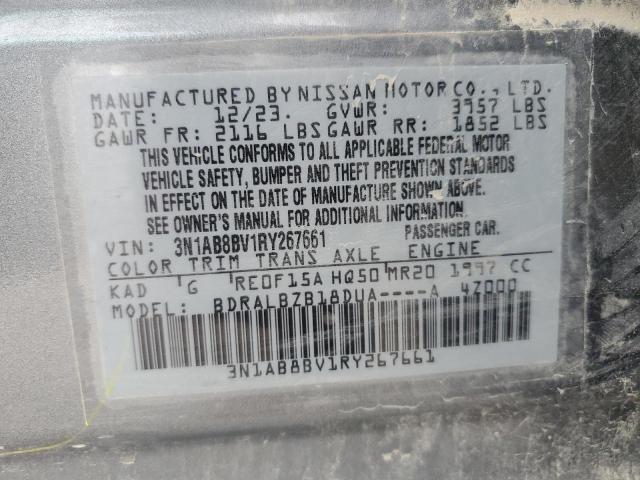 MANUFACTURED BY NISSAN MOTOR CO., LTD.
DATE: 12/23. GVWR: 3957 LBS
GAWR FR: 2116 LBS GAWR RR: 1852 LBS
THIS VEHICLE CONFORMS TO ALL APPLICABLE FEDERAL MOTOR
VEHICLE SAFETY, BUMPER AND THEFT PREVENTION STANDARDS
IN EFFECT ON THE DATE OF MANUFACTURE SHOWN ABOVE.
SEE OWNER'S MANUAL FOR ADDITIONAL INFORMATION.
VIN: 3N1AB8BV1RY267661 PASSENGER CAR.
COLOR TRIM TRANS AXLE ENGINE
KAD G RE0F15A HQ50 MR20 1997 CC
MODEL: BDRALBZB18DUA----A 4Z000
3N1AB8BV1RY267661